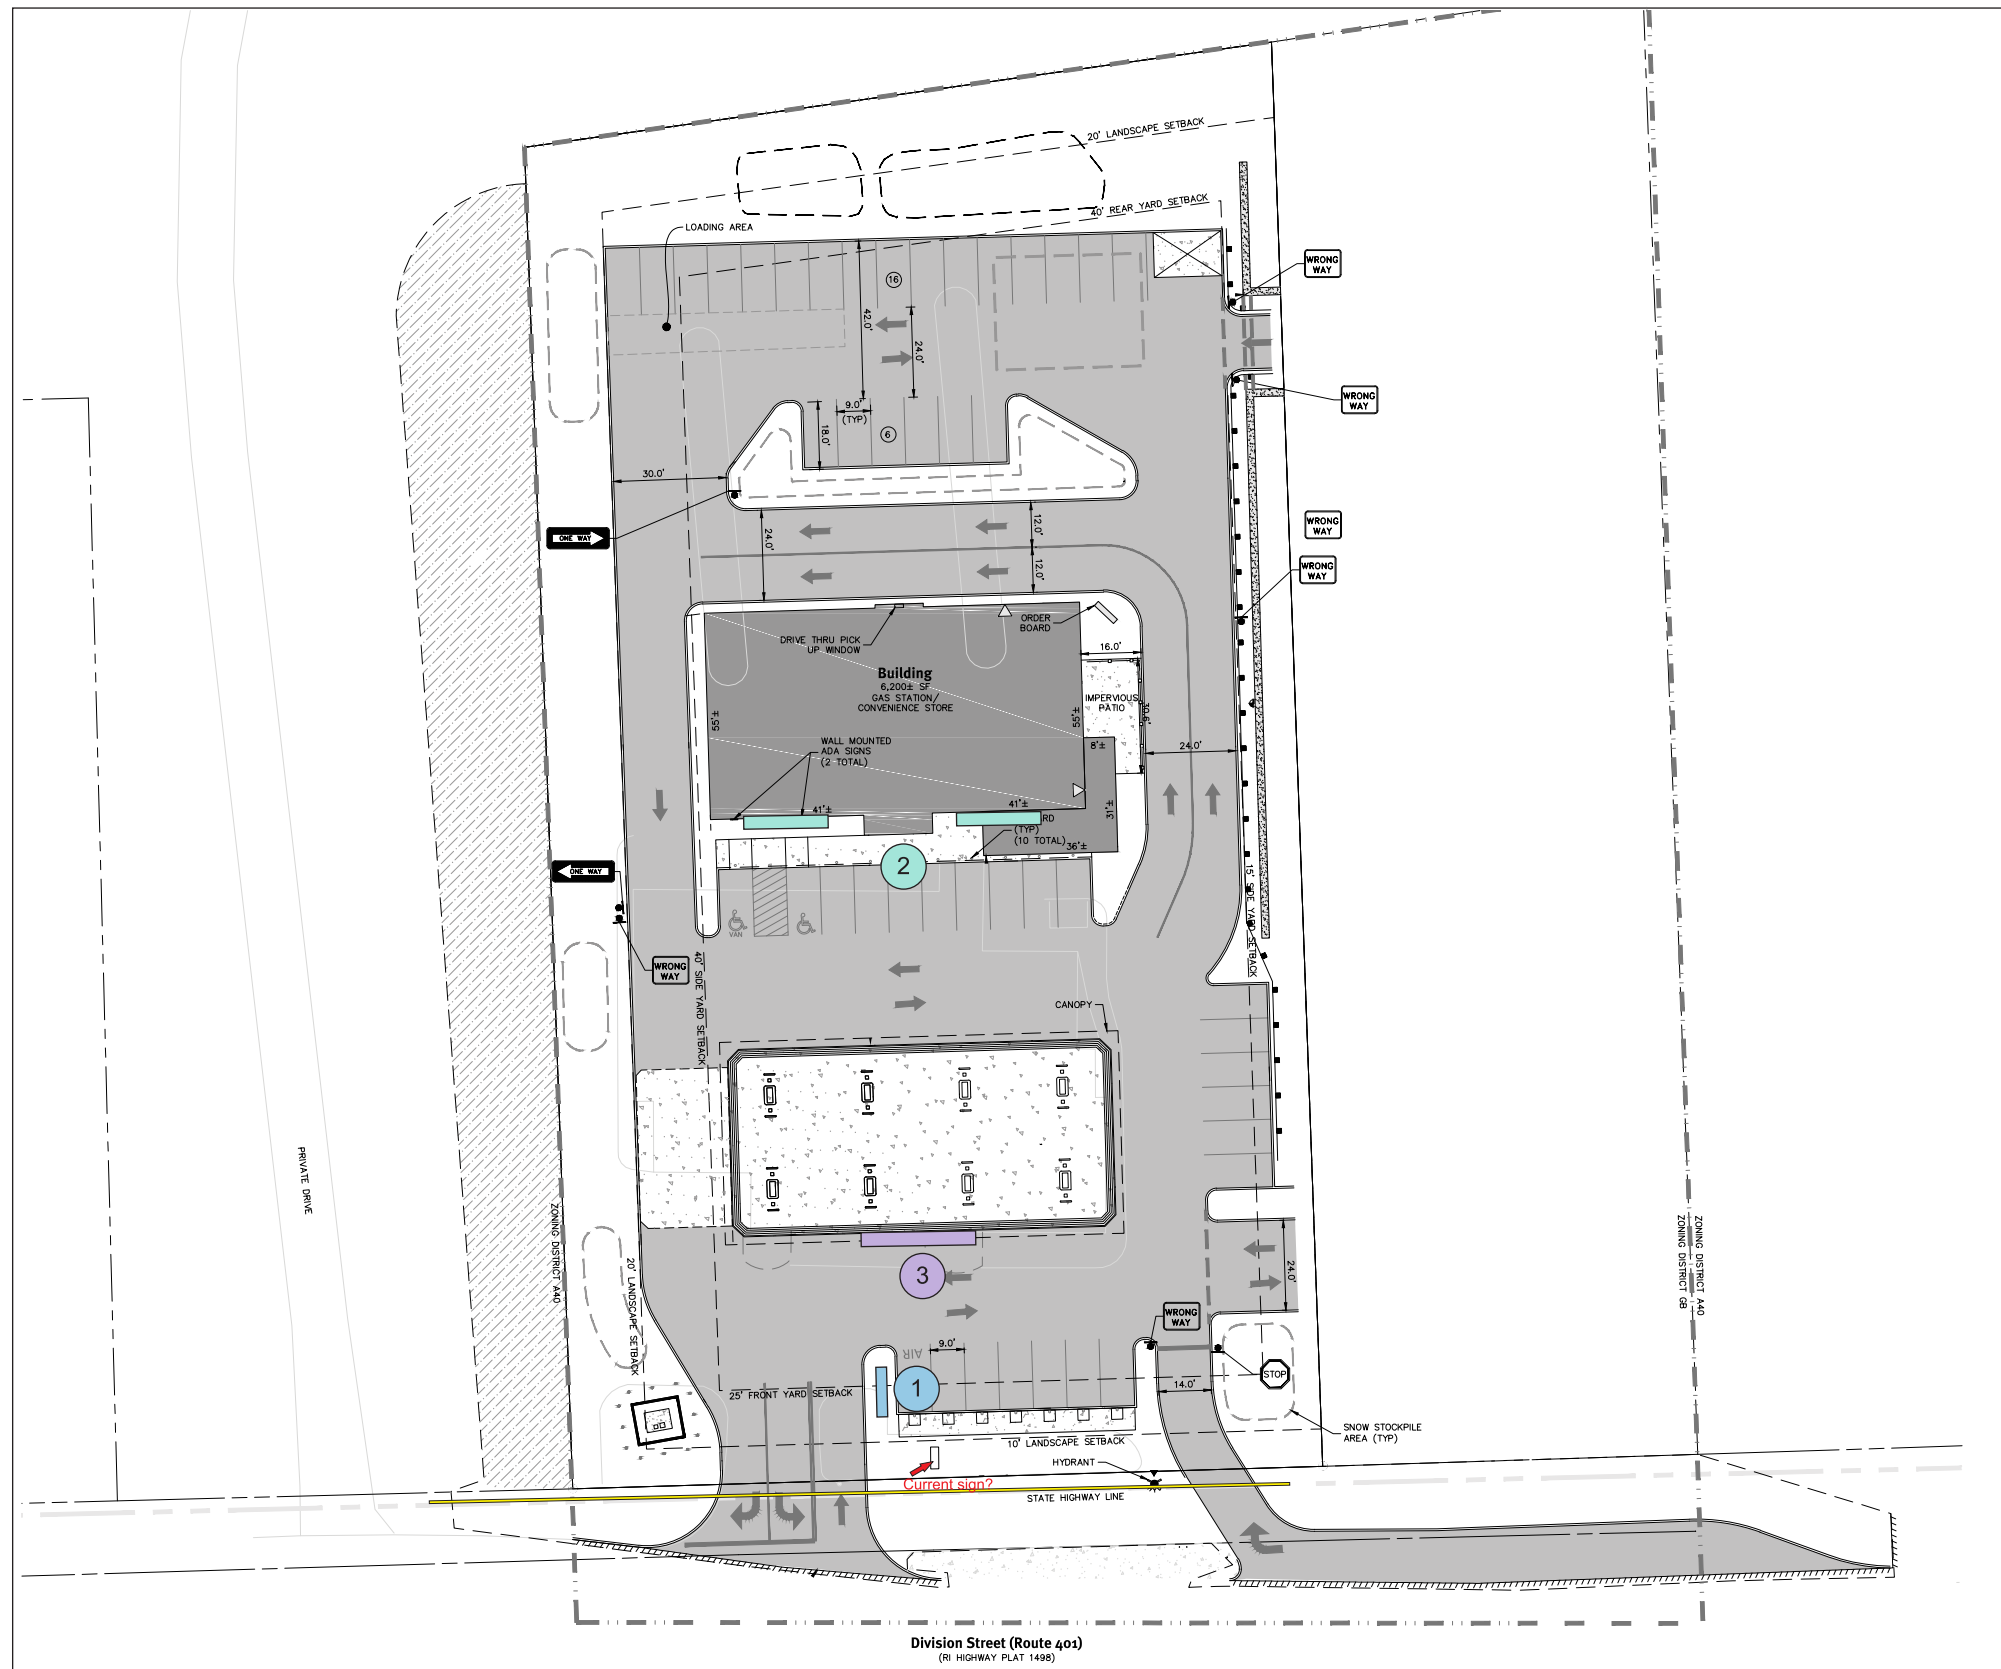 20' LANDSCAPE SETBACK
40' REAR YARD SETBACK
LOADING AREA
WRONG
WAY
16
42.0'
24.0'
WRONG
WAY
9.0'
(TYP)
18.0'
6
30.0'
ONE WAY
24.0'
12.0'
12.0'
WRONG
WAY
WRONG
WAY
ORDER
BOARD
DRIVE THRU PICK
UP WINDOW
16.0'
Building
6,200± SF
GAS STATION/
CONVENIENCE STORE
IMPERVIOUS
PATIO
30.6'
55'±
55'±
WALL MOUNTED
ADA SIGNS
(2 TOTAL)
8'±
24.0'
41'±
41'±
31'±
RD
(TYP)
(10 TOTAL)
36'±
2
ONE WAY
15' SIDE YARD SETBACK
VAN
WRONG
WAY
40' SIDE YARD SETBACK
CANOPY
PRIVATE DRIVE
ZONING DISTRICT A40
ZONING DISTRICT A40
ZONING DISTRICT GB
20' LANDSCAPE SETBACK
3
24.0'
WRONG
WAY
AIR
9.0'
1
25' FRONT YARD SETBACK
14.0'
STOP
SNOW STOCKPILE
AREA (TYP)
10' LANDSCAPE SETBACK
HYDRANT
Current sign?
STATE HIGHWAY LINE
Division Street (Route 401)
(RI HIGHWAY PLAT 1498)